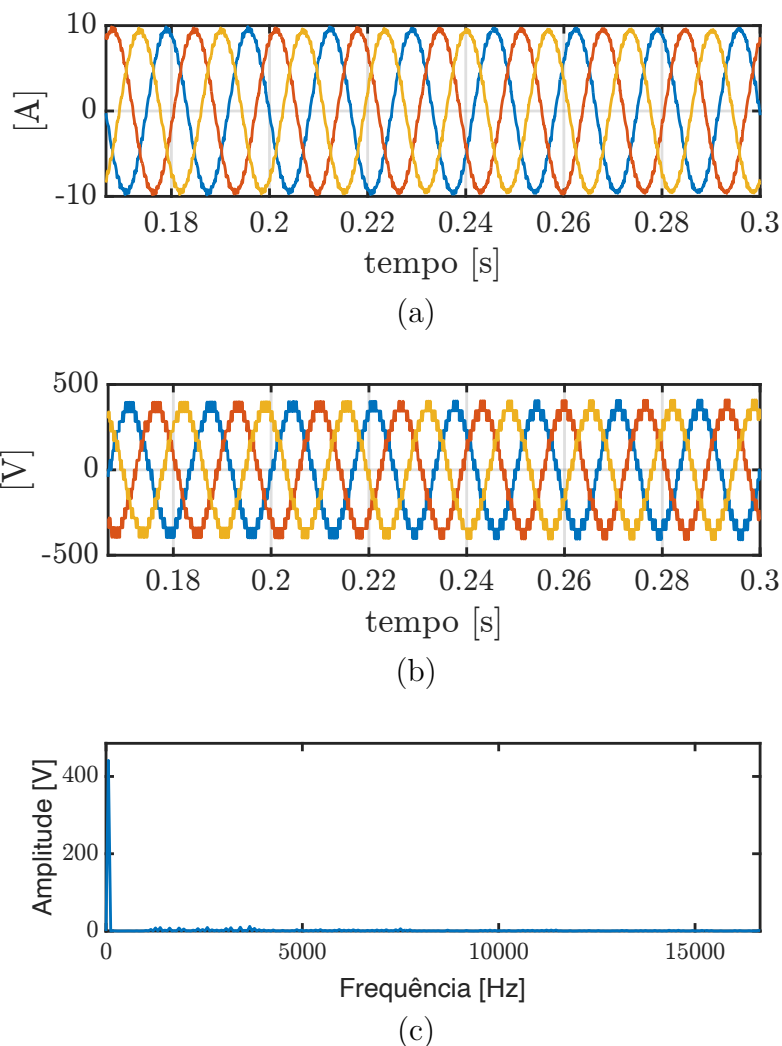 10
[A]
0
-10
0.18 0.2 0.22 0.24 0.26 0.28 0.3
tempo [s]
(a)
500
[V]
0
-500
0.18 0.2 0.22 0.24 0.26 0.28 0.3
tempo [s]
(b)
400
Amplitude [V]
200
0
0 5000 10000 15000
Frequência [Hz]
(c)